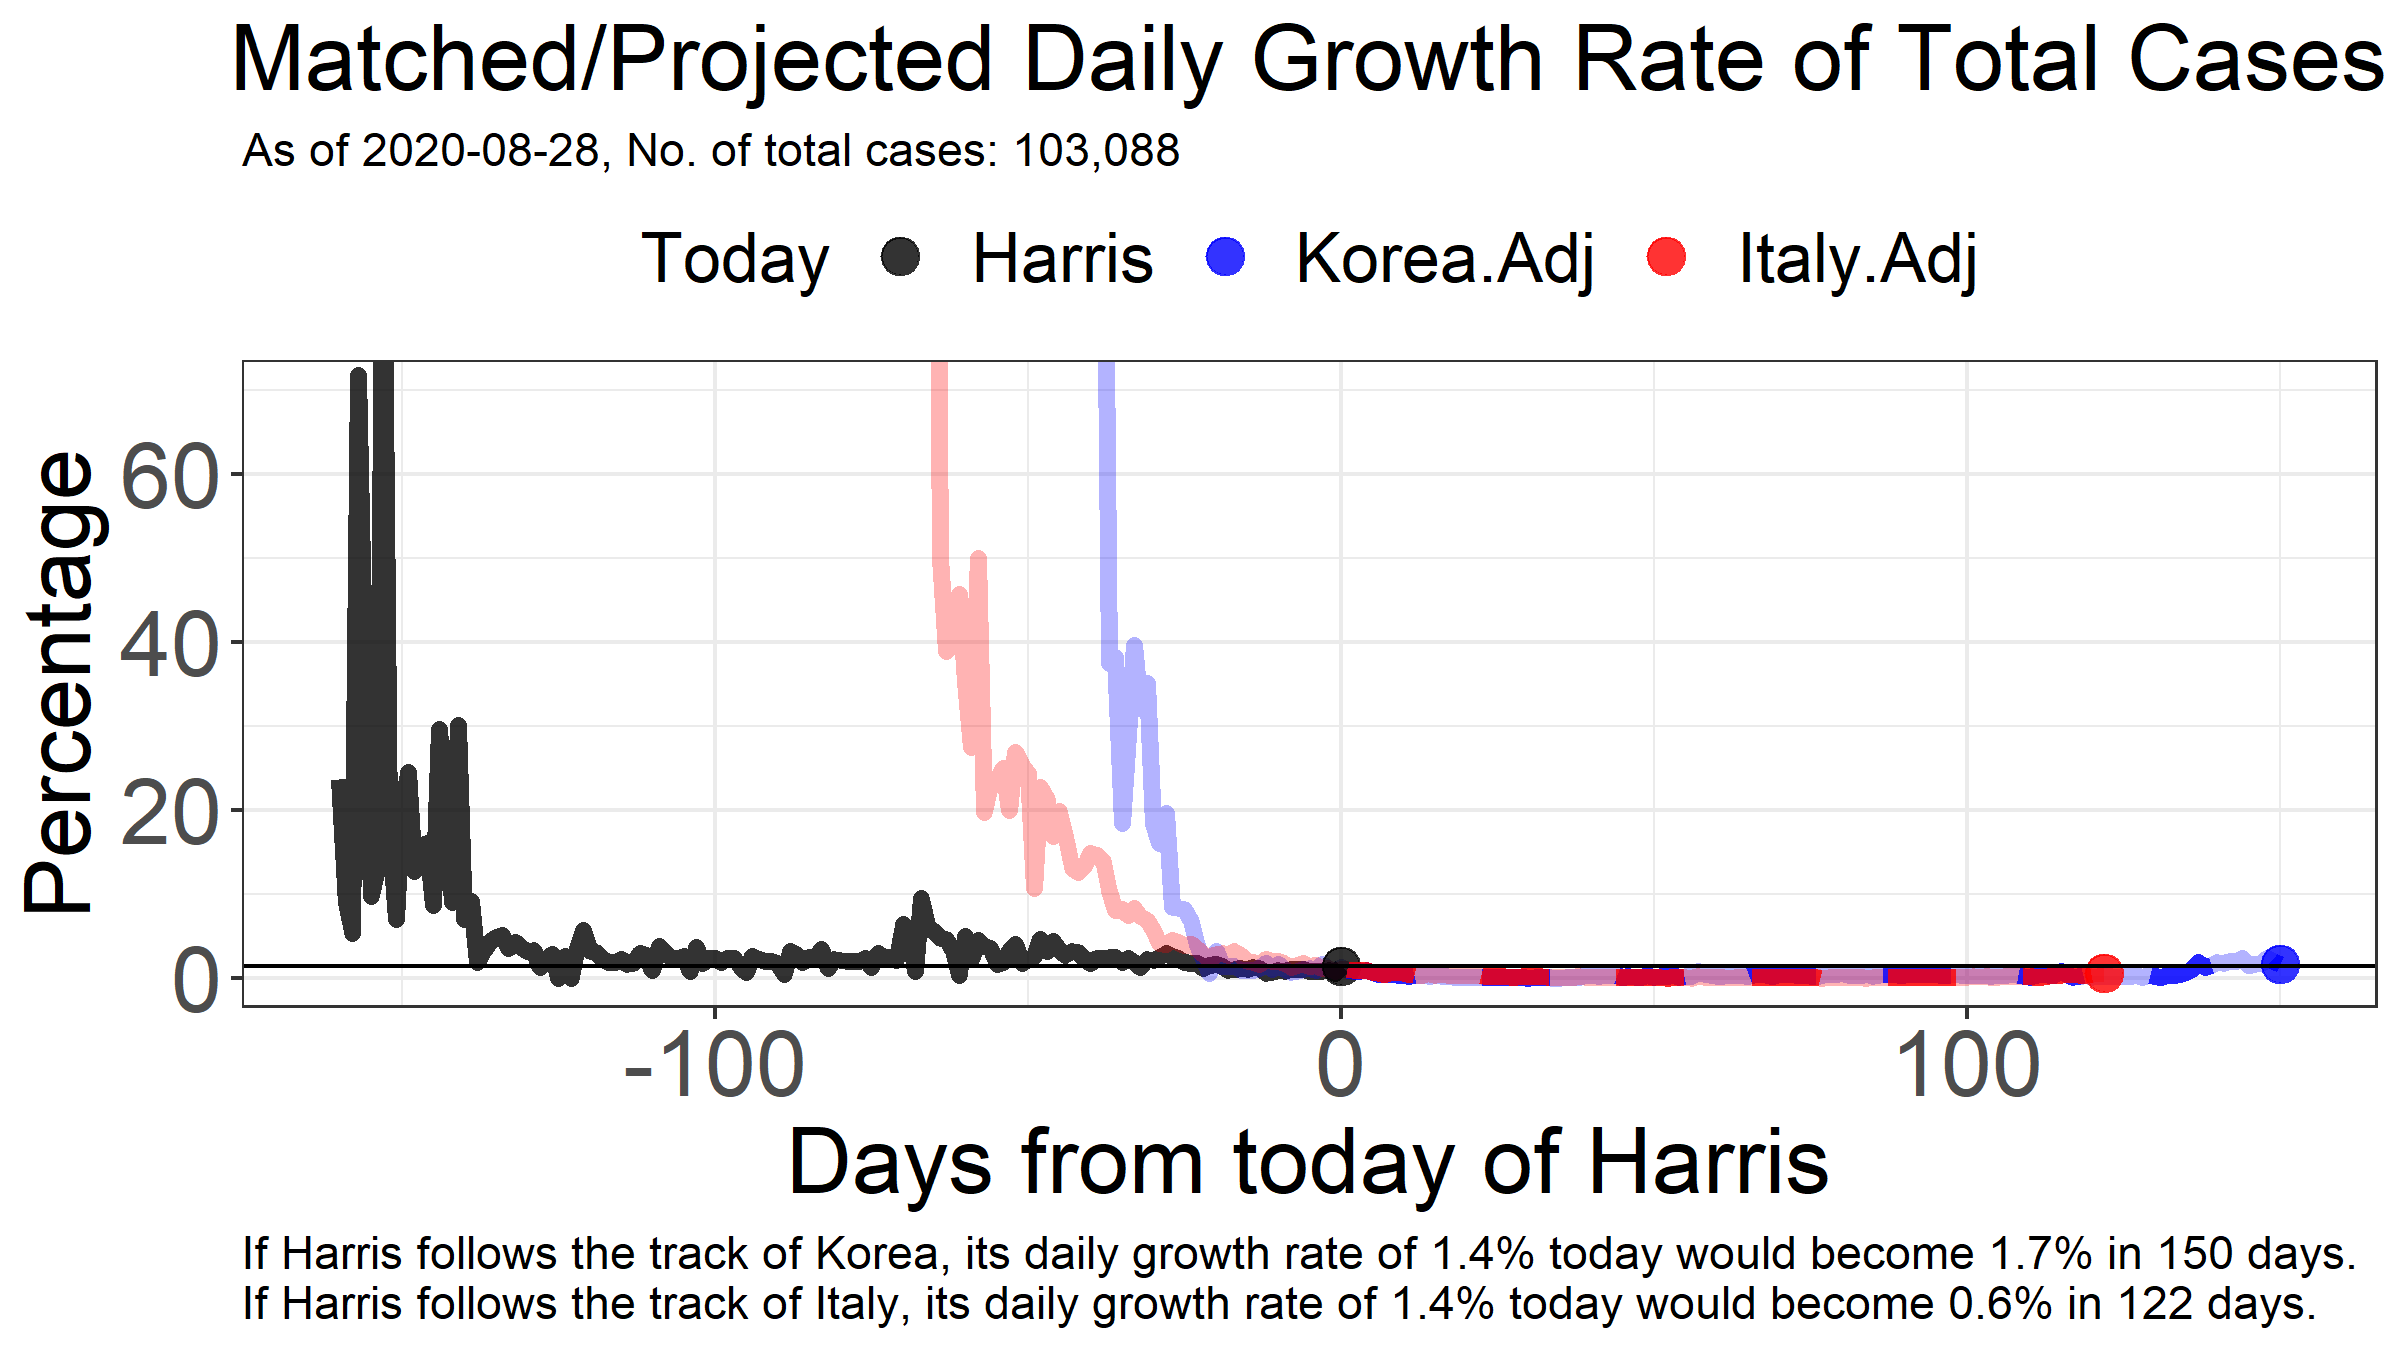 Matched/Projected Daily Growth Rate of Total Cases
As of 2020-08-28, No. of total cases: 103,088
Today Harris Korea.Adj Italy.Adj
Percentage
60
40
20
0
-100 0 100
Days from today of Harris
If Harris follows the track of Korea, its daily growth rate of 1.4% today would become 1.7% in 150 days.
If Harris follows the track of Italy, its daily growth rate of 1.4% today would become 0.6% in 122 days.